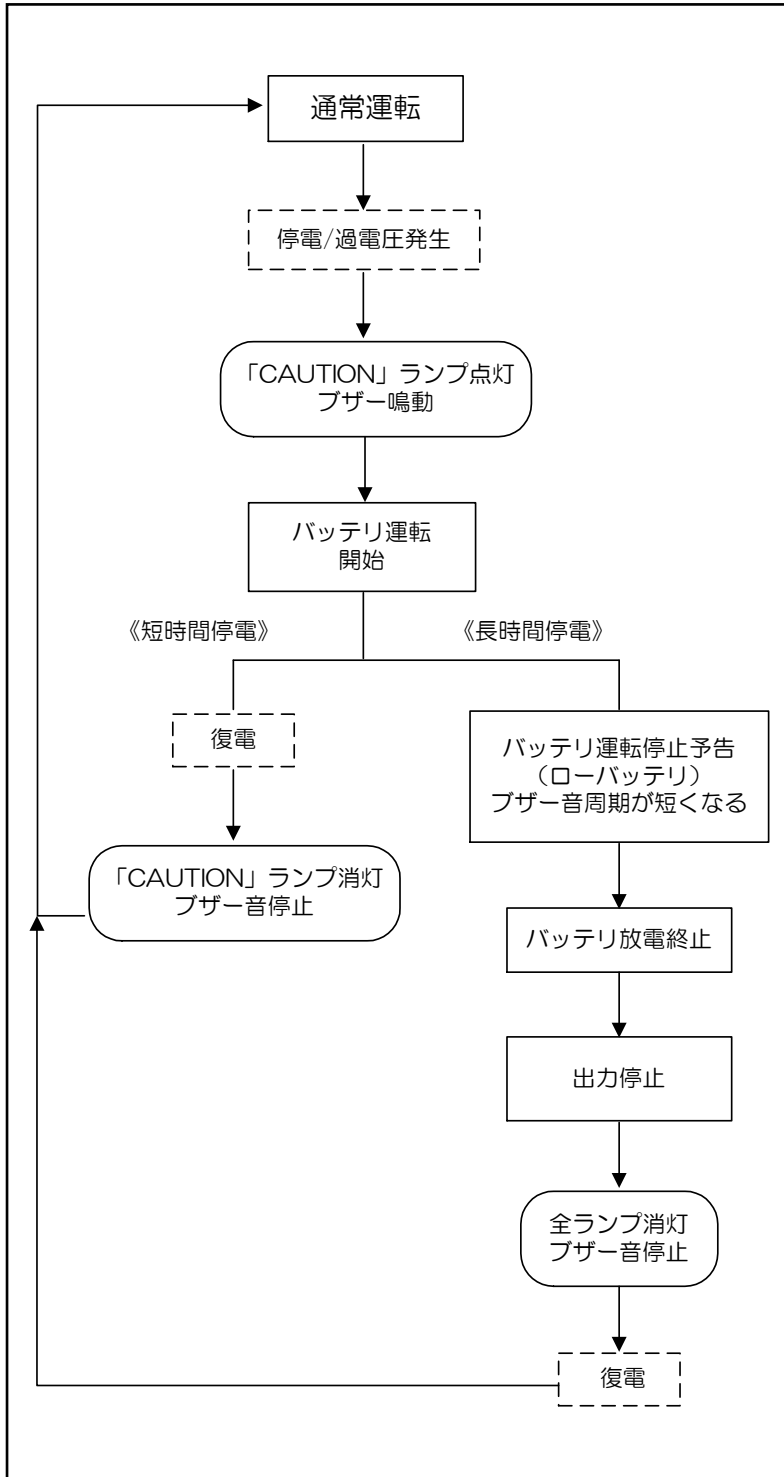 通常運転
停電/過電圧発生
「CAUTION」ランプ点灯
ブザー鳴動
バッテリ運転
開始
《短時間停電》
《長時間停電》
復電
「CAUTION」ランプ消灯
ブザー音停止
バッテリ運転停止予告
（ローバッテリ）
ブザー音周期が短くなる
バッテリ放電終止
出力停止
全ランプ消灯
ブザー音停止
復電